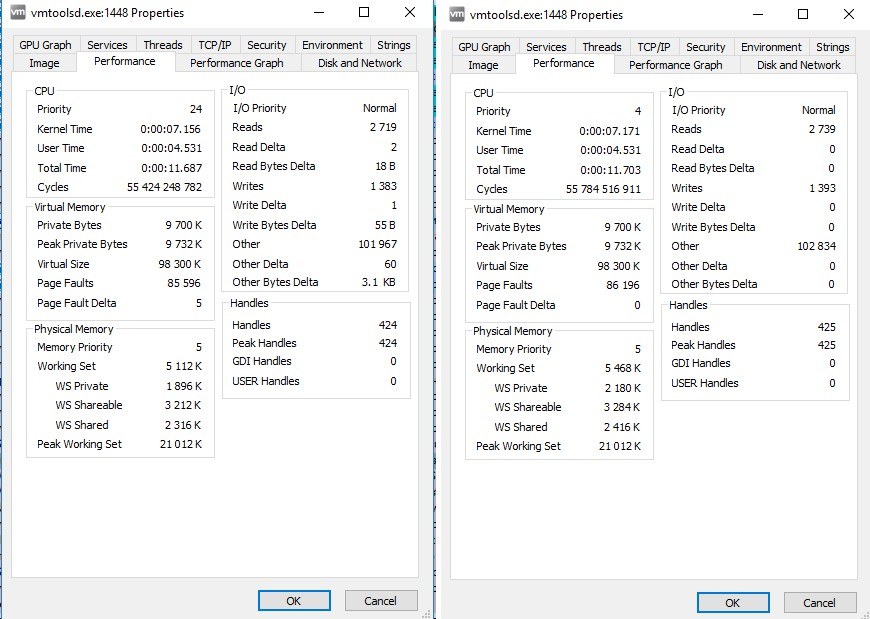 vm vmtoolsd.exe:1448 Properties
GPU Graph Services Threads TCP/IP Security Environment Strings
Image Performance Performance Graph Disk and Network
CPU
Priority 24
Kernel Time 0:00:07.156
User Time 0:00:04.531
Total Time 0:00:11.687
Cycles 55 424 248 782
Virtual Memory
Private Bytes 9 700 K
Peak Private Bytes 9 732 K
Virtual Size 98 300 K
Page Faults 85 596
Page Fault Delta 5
Physical Memory
Memory Priority 5
Working Set 5 112 K
WS Private 1 896 K
WS Shareable 3 212 K
WS Shared 2 316 K
Peak Working Set 21 012 K
I/O
I/O Priority Normal
Reads 2 719
Read Delta 2
Read Bytes Delta 18 B
Writes 1 383
Write Delta 1
Write Bytes Delta 55 B
Other 101 967
Other Delta 60
Other Bytes Delta 3.1 KB
Handles
Handles 424
Peak Handles 424
GDI Handles 0
USER Handles 0
OK Cancel
vm vmtoolsd.exe:1448 Properties
GPU Graph Services Threads TCP/IP Security Environment Strings
Image Performance Performance Graph Disk and Network
CPU
Priority 4
Kernel Time 0:00:07.171
User Time 0:00:04.531
Total Time 0:00:11.703
Cycles 55 784 516 911
Virtual Memory
Private Bytes 9 700 K
Peak Private Bytes 9 732 K
Virtual Size 98 300 K
Page Faults 86 196
Page Fault Delta 0
Physical Memory
Memory Priority 5
Working Set 5 468 K
WS Private 2 180 K
WS Shareable 3 284 K
WS Shared 2 416 K
Peak Working Set 21 012 K
I/O
I/O Priority Normal
Reads 2 739
Read Delta 0
Read Bytes Delta 0
Writes 1 393
Write Delta 0
Write Bytes Delta 0
Other 102 834
Other Delta 0
Other Bytes Delta 0
Handles
Handles 425
Peak Handles 425
GDI Handles 0
USER Handles 0
OK Cancel